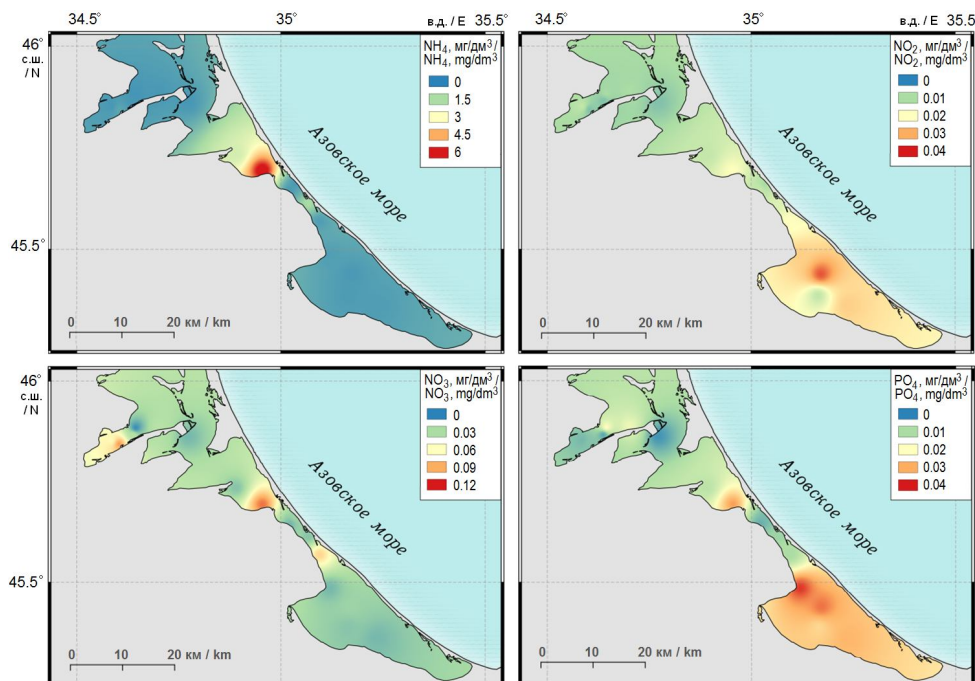 34.5° 35° в.д. / E 35.5°
46°
с.ш.
/ N
45.5°
NH4, мг/дм³ /
NH4, mg/dm³
0
1.5
3
4.5
6
Азовское море
0 10 20 км / km
34.5° 35° в.д. / E 35.5°
NO2, мг/дм³ /
NO2, mg/dm³
0
0.01
0.02
0.03
0.04
Азовское море
0 10 20 км / km
46°
с.ш.
/ N
45.5°
NO3, мг/дм³ /
NO3, mg/dm³
0
0.03
0.06
0.09
0.12
Азовское море
0 10 20 км / km
PO4, мг/дм³ /
PO4, mg/dm³
0
0.01
0.02
0.03
0.04
Азовское море
0 10 20 км / km